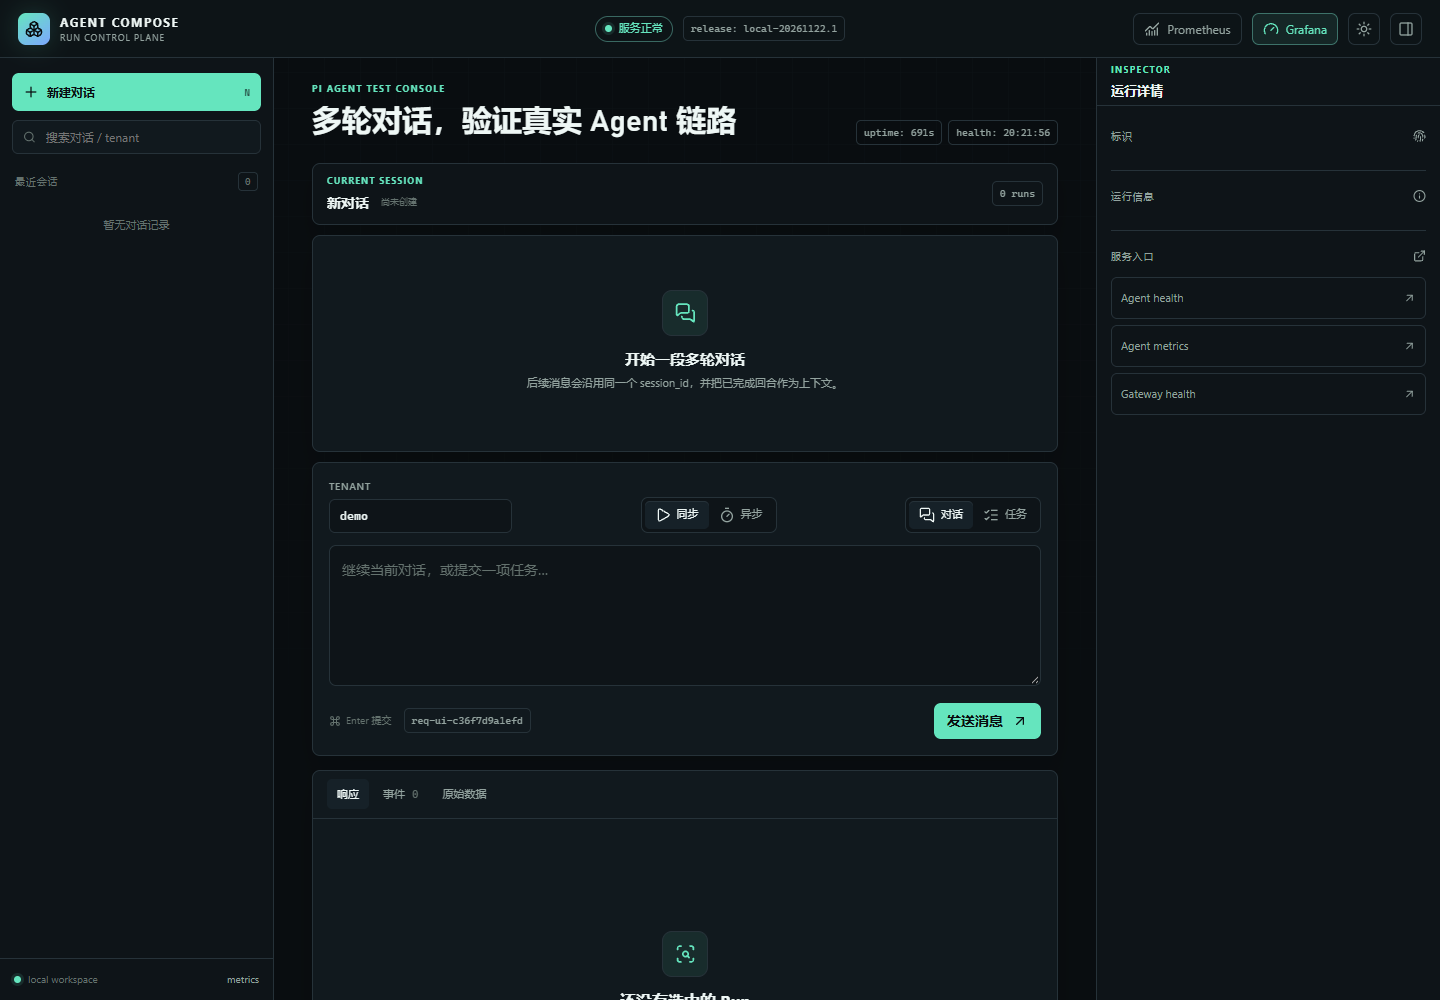 AGENT COMPOSE
RUN CONTROL PLANE
服务正常
release: local-20261122.1
Prometheus
Grafana
新建对话
N
搜索对话 / tenant
最近会话
0
暂无对话记录
local workspace
metrics
PI AGENT TEST CONSOLE
多轮对话，验证真实 Agent 链路
uptime: 691s
health: 20:21:56
CURRENT SESSION
新对话
尚未创建
0 runs
开始一段多轮对话
后续消息会沿用同一个 session_id，并把已完成回合作为上下文。
TENANT
demo
同步
异步
对话
任务
继续当前对话，或提交一项任务...
⌘ Enter 提交
req-ui-c36f7d9a1efd
发送消息
响应
事件 0
原始数据
还没有选中的 Run
INSPECTOR
运行详情
标识
运行信息
服务入口
Agent health
Agent metrics
Gateway health